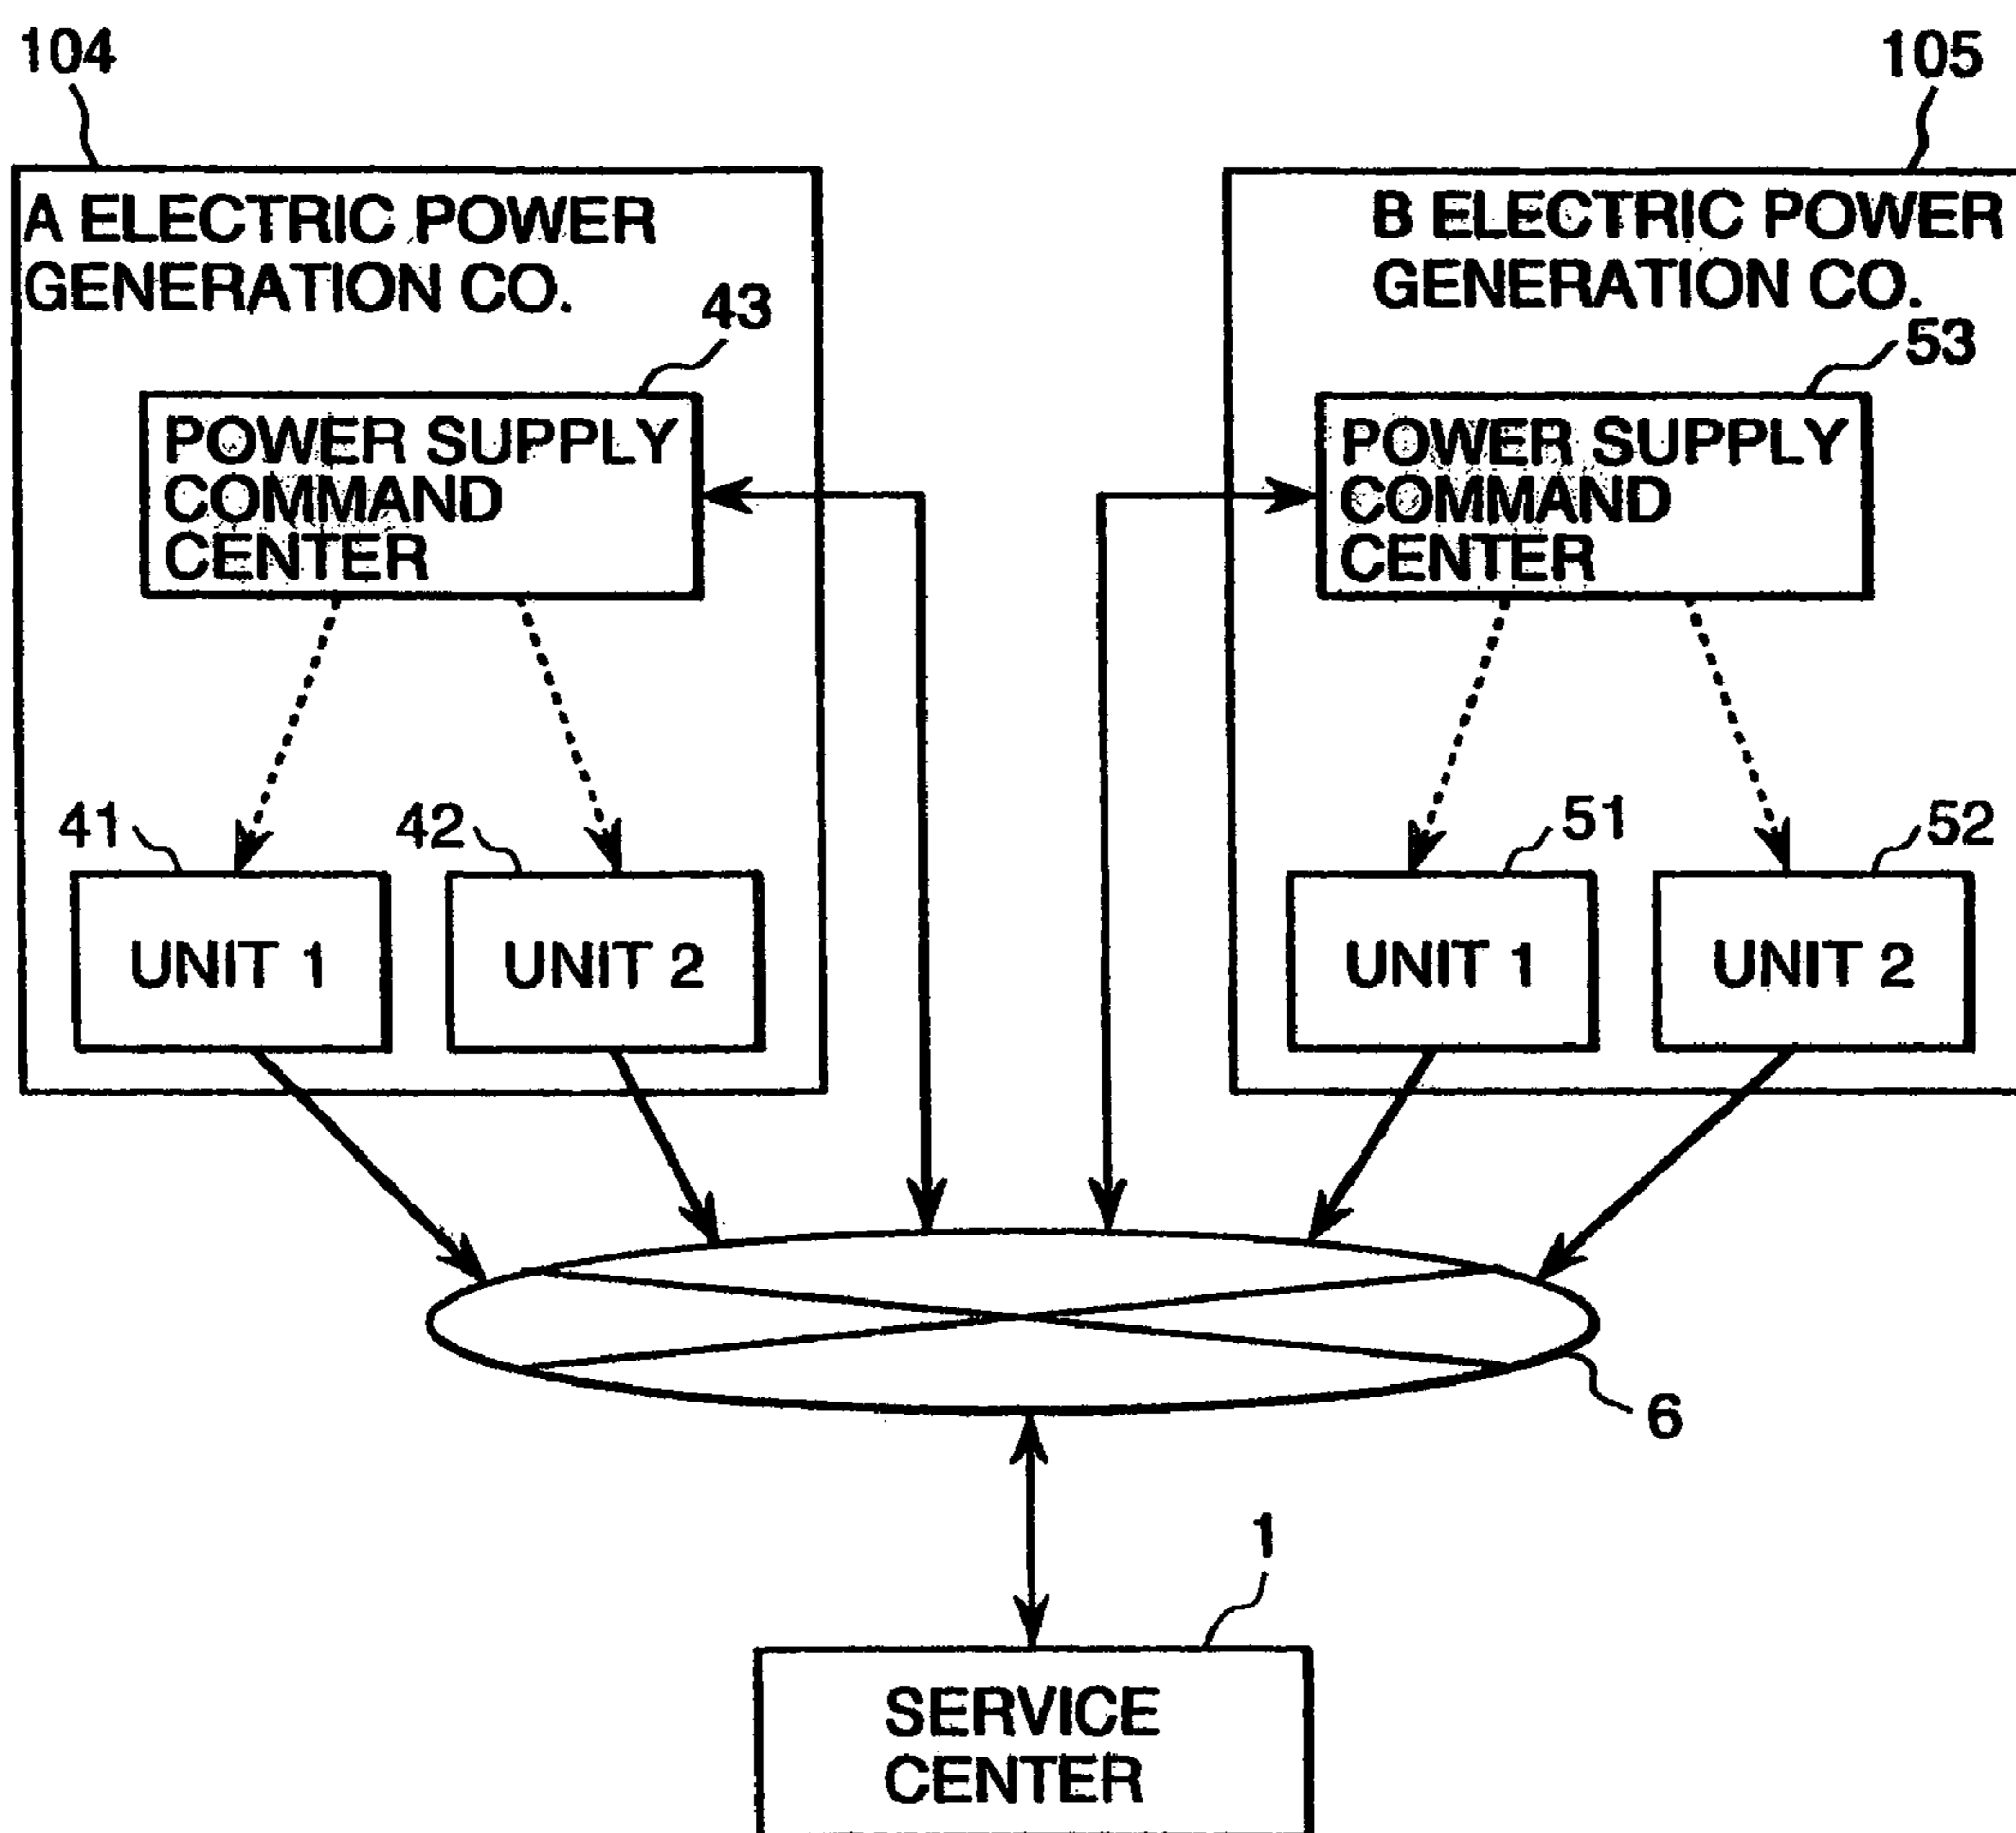 104
105
A ELECTRIC POWER
GENERATION CO.
B ELECTRIC POWER
GENERATION CO.
43
53
POWER SUPPLY
COMMAND
CENTER
POWER SUPPLY
COMMAND
CENTER
41
42
51
52
UNIT 1
UNIT 2
UNIT 1
UNIT 2
6
1
SERVICE
CENTER